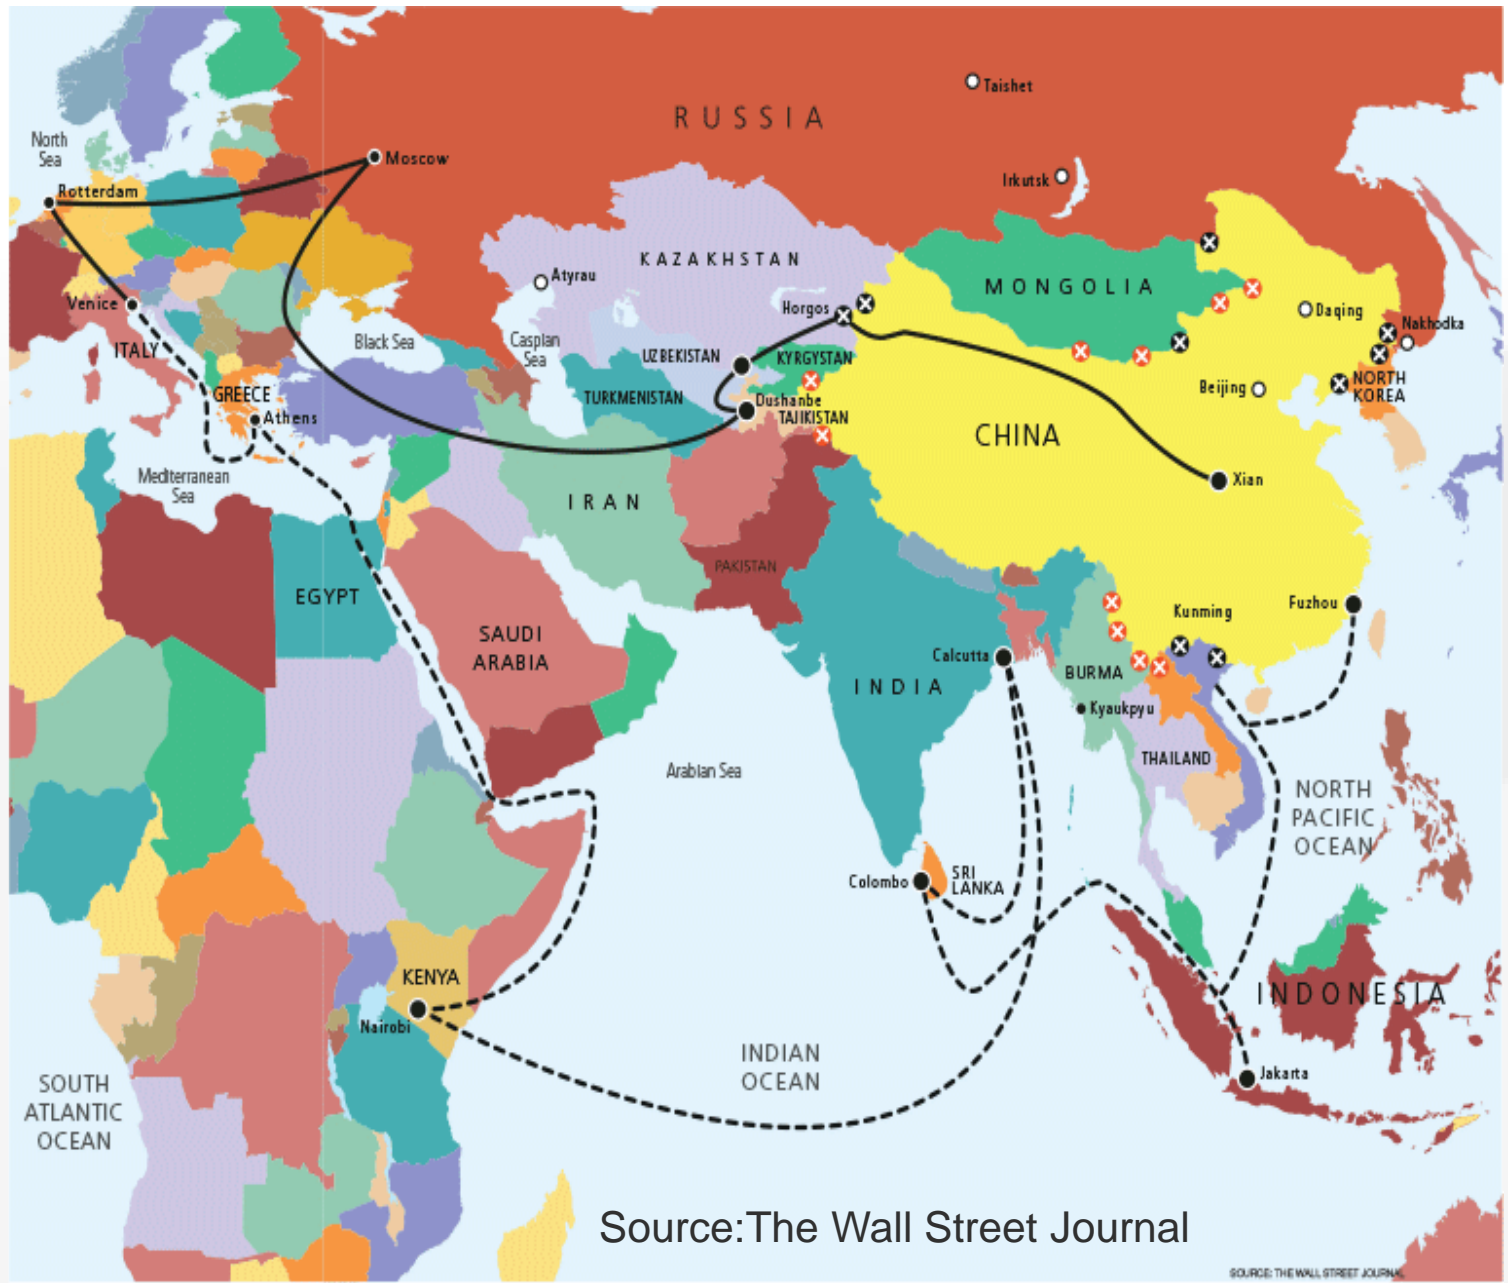 Taishet
RUSSIA
North
Sea
Moscow
Irkutsk
Rotterdam
KAZAKHSTAN
Atyrau
MONGOLIA
Venice
Horgos
Daqing
Nakhodka
ITALY
Black Sea
Caspian
Sea
UZBEKISTAN
KYRGYSTAN
GREECE
TURKMENISTAN
Dushanbe
TAJIKISTAN
Beijing
NORTH
KOREA
Athens
CHINA
Mediterranean
Sea
IRAN
Xian
PAKISTAN
EGYPT
Kunming
Fuzhou
SAUDI
ARABIA
Calcutta
INDIA
BURMA
Kyaukpyu
Arabian Sea
THAILAND
NORTH
PACIFIC
OCEAN
Colombo
SRI
LANKA
KENYA
Nairobi
INDONESIA
INDIAN
OCEAN
Jakarta
SOUTH
ATLANTIC
OCEAN
Source:The Wall Street Journal
SOURCE: THE WALL STREET JOURNAL